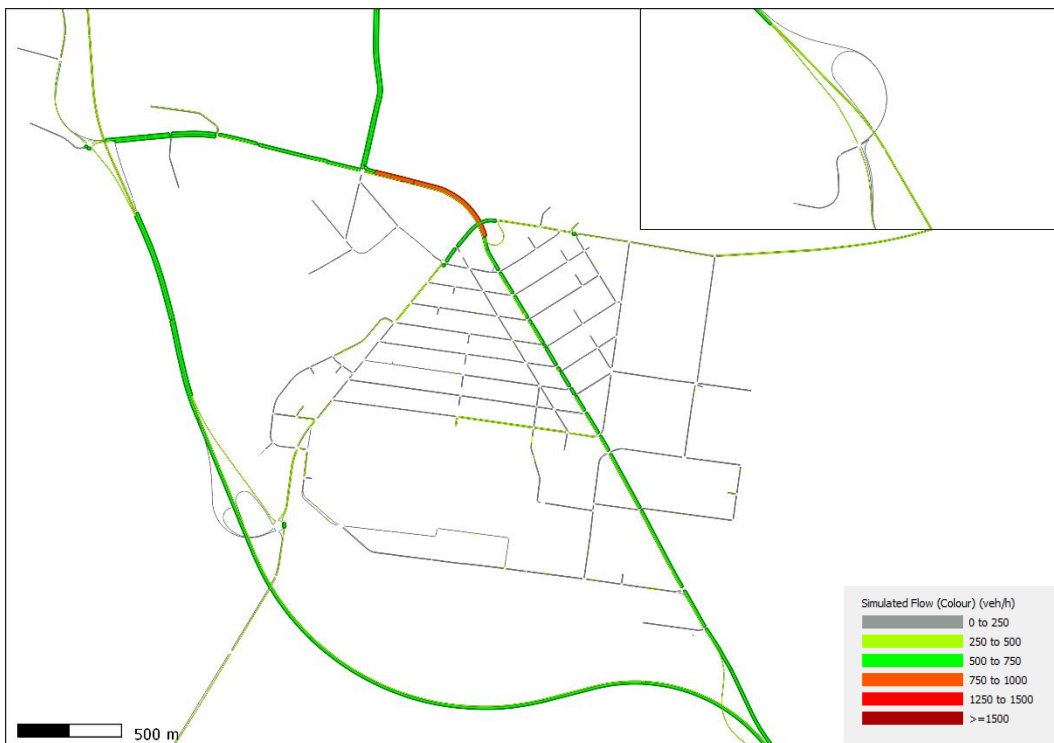 Simulated Flow (Colour) (veh/h)
0 to 250
250 to 500
500 to 750
750 to 1000
1250 to 1500
>=1500
500 m